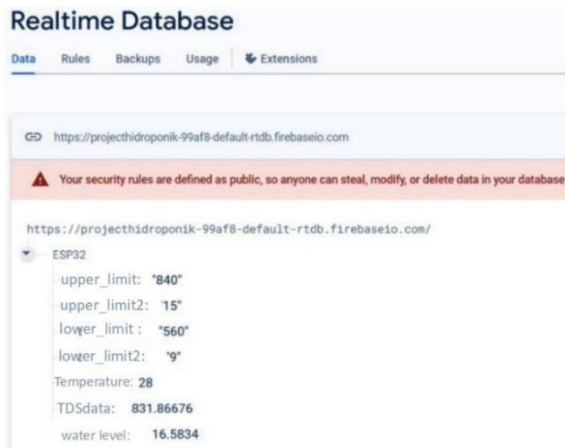 Realtime Database
Data Rules Backups Usage Extensions
https://projecthidroponik-99af8-default-rtdb.firebaseio.com
Your security rules are defined as public, so anyone can steal, modify, or delete data in your database
https://projecthidroponik-99af8-default-rtdb.firebaseio.com/
ESP32
upper_limit: "840"
upper_limit2: '15"
lower_limit : "560"
lower_limit2: "9"
Temperature: 28
TDSdata: 831.86676
water level: 16.5834